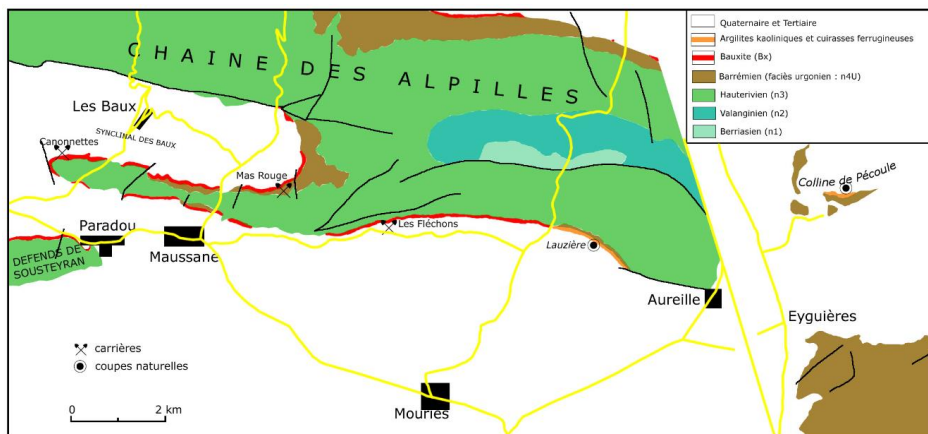 CHAINE DES ALPILLES
Les Baux
SYNCLINAL DES BAUX
Canonnettes
Mas Rouge
Paradou
Maussane
DEFENDS DE
SOUSTEYRAN
Les Fléchons
Lauzière
Aureille
Colline de Pécoule
Eyguières
Mouriès
carrières
coupes naturelles
0 2 km
Quaternaire et Tertiaire
Argilites kaoliniques et cuirasses ferrugineuses
Bauxite (Bx)
Barrémien (faciès urgonien : n4U)
Hauterivien (n3)
Valanginien (n2)
Berriasien (n1)